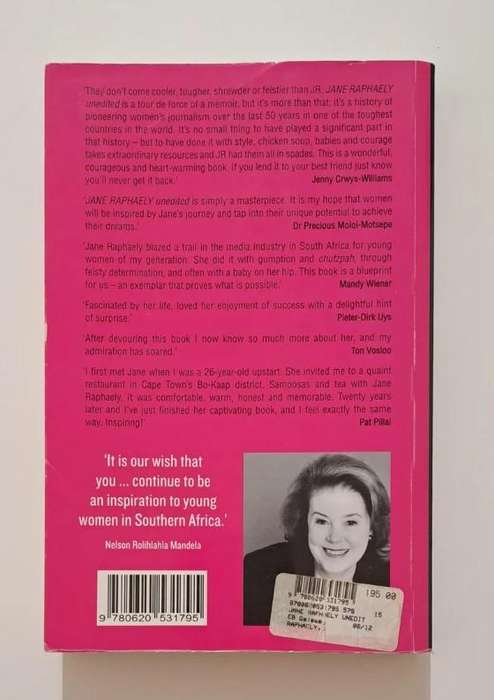 'They don't come cooler, tougher, shrewder or feistier than JR. JANE RAPHAELY
unedited is a tour de force of a memoir, but it's more than that: it's a history of
pioneering women's journalism over the last 50 years in one of the toughest
countries in the world. It's no small thing to have played a significant part in
that history – but to have done it with style, chicken soup, babies and courage
takes extraordinary resources and JR had them all in spades. This is a wonderful,
courageous and heart-warming book. If you lend it to your best friend just know
you'll never get it back.'
Jenny Crwys-Williams
'JANE RAPHAELY unedited is simply a masterpiece. It is my hope that women
will be inspired by Jane's journey and tap into their unique potential to achieve
their dreams.'
Dr Precious Moloi-Motsepe
'Jane Raphaely blazed a trail in the media industry in South Africa for young
women of my generation. She did it with gumption and chutzpah, through
feisty determination, and often with a baby on her hip. This book is a blueprint
for us – an exemplar that proves what is possible.'
Mandy Wiener
'Fascinated by her life, loved her enjoyment of success with a delightful hint
of surprise.'
Pieter-Dirk Uys
'After devouring this book I now know so much more about her, and my
admiration has soared.'
Ton Vosloo
'I first met Jane when I was a 26-year-old upstart. She invited me to a quaint
restaurant in Cape Town's Bo-Kaap district. Samoosas and tea with Jane
Raphaely. It was comfortable, warm, honest and memorable. Twenty years
later and I've just finished her captivating book, and I feel exactly the same
way. Inspiring!'
Pat Pillai
'It is our wish that
you ... continue to be
an inspiration to young
women in Southern Africa.'
Nelson Rolihlahla Mandela
9 780620 531795
9 780620 531795
195.00
JANE RAPHAELY UNEDIT
16
RAPHAELY,
06/12